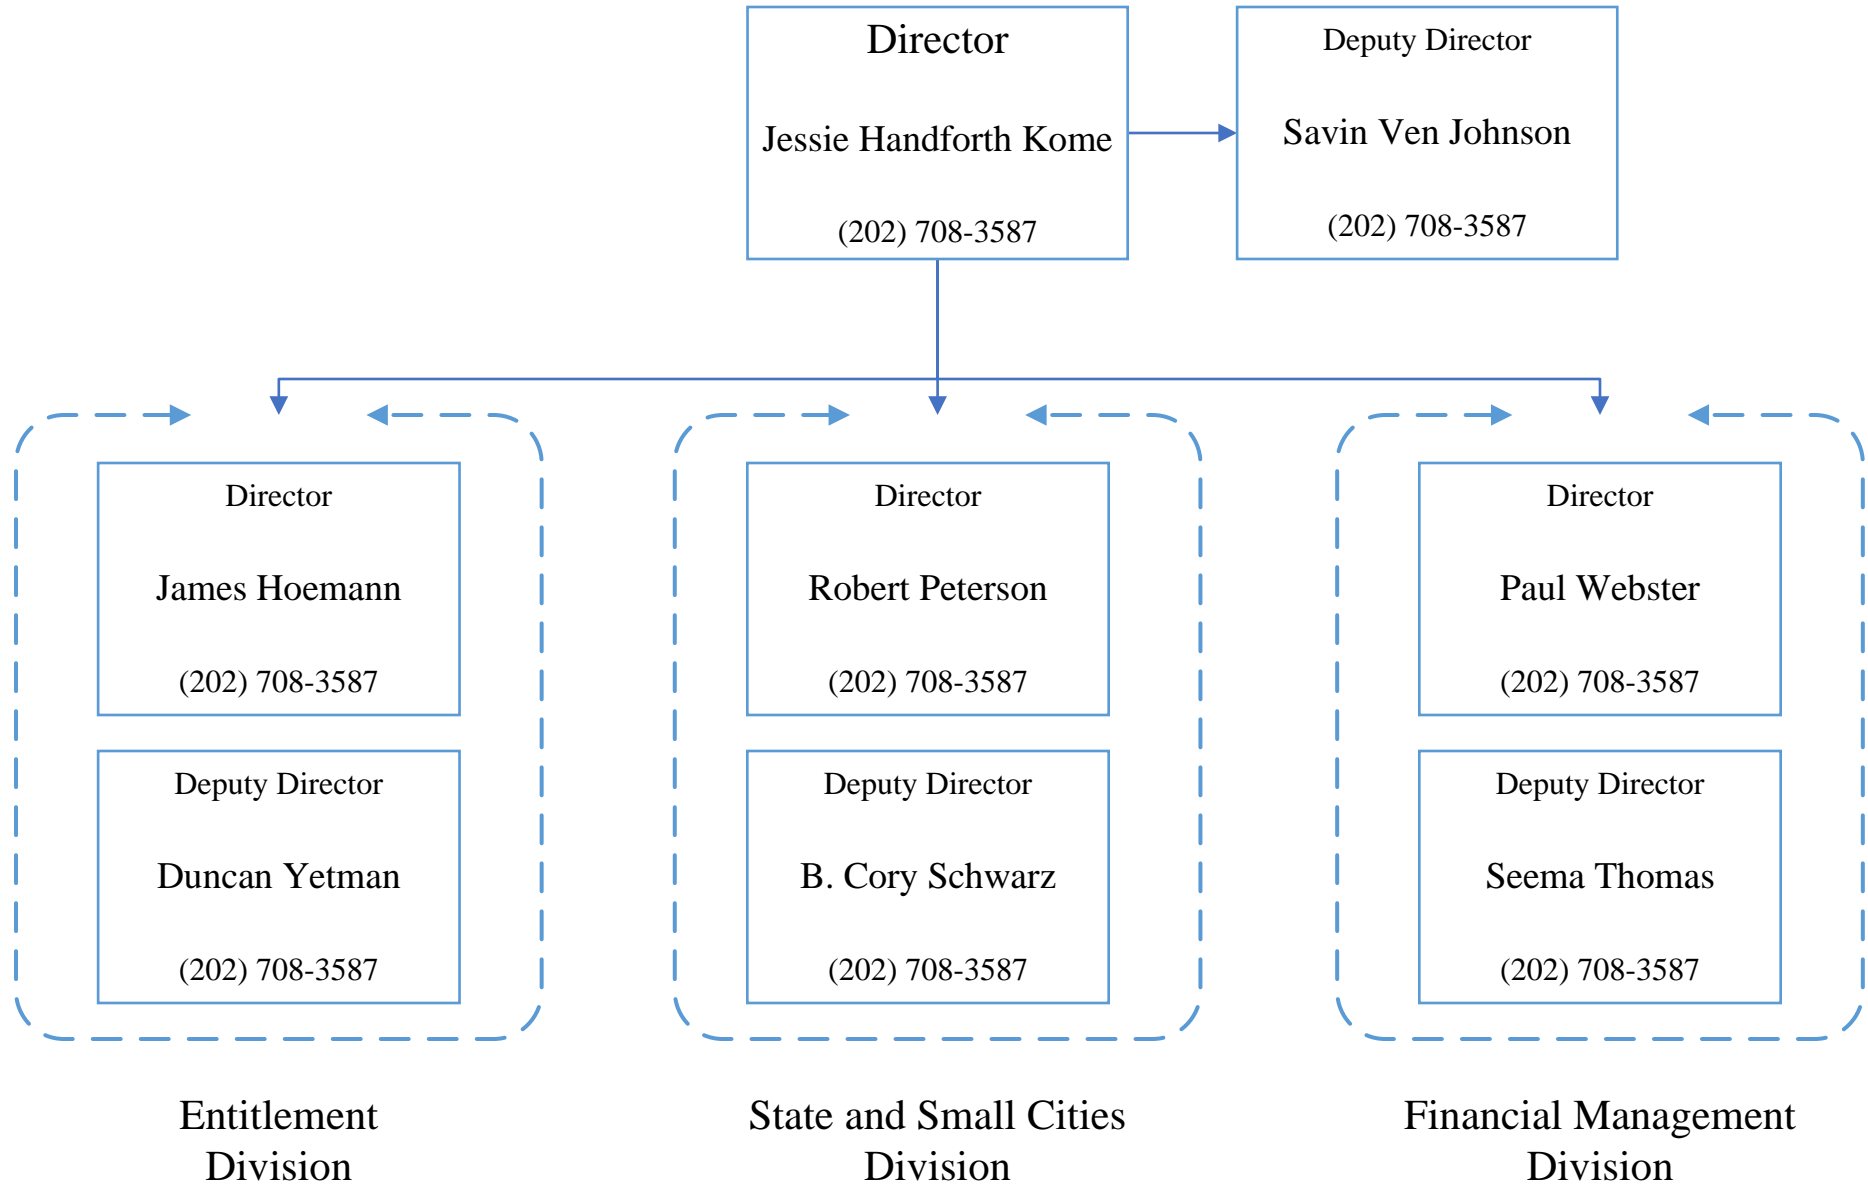 Director
Jessie Handforth Kome
(202) 708-3587
Deputy Director
Savin Ven Johnson
(202) 708-3587
Director
James Hoemann
(202) 708-3587
Deputy Director
Duncan Yetman
(202) 708-3587
Entitlement
Division
Director
Robert Peterson
(202) 708-3587
Deputy Director
B. Cory Schwarz
(202) 708-3587
State and Small Cities
Division
Director
Paul Webster
(202) 708-3587
Deputy Director
Seema Thomas
(202) 708-3587
Financial Management
Division